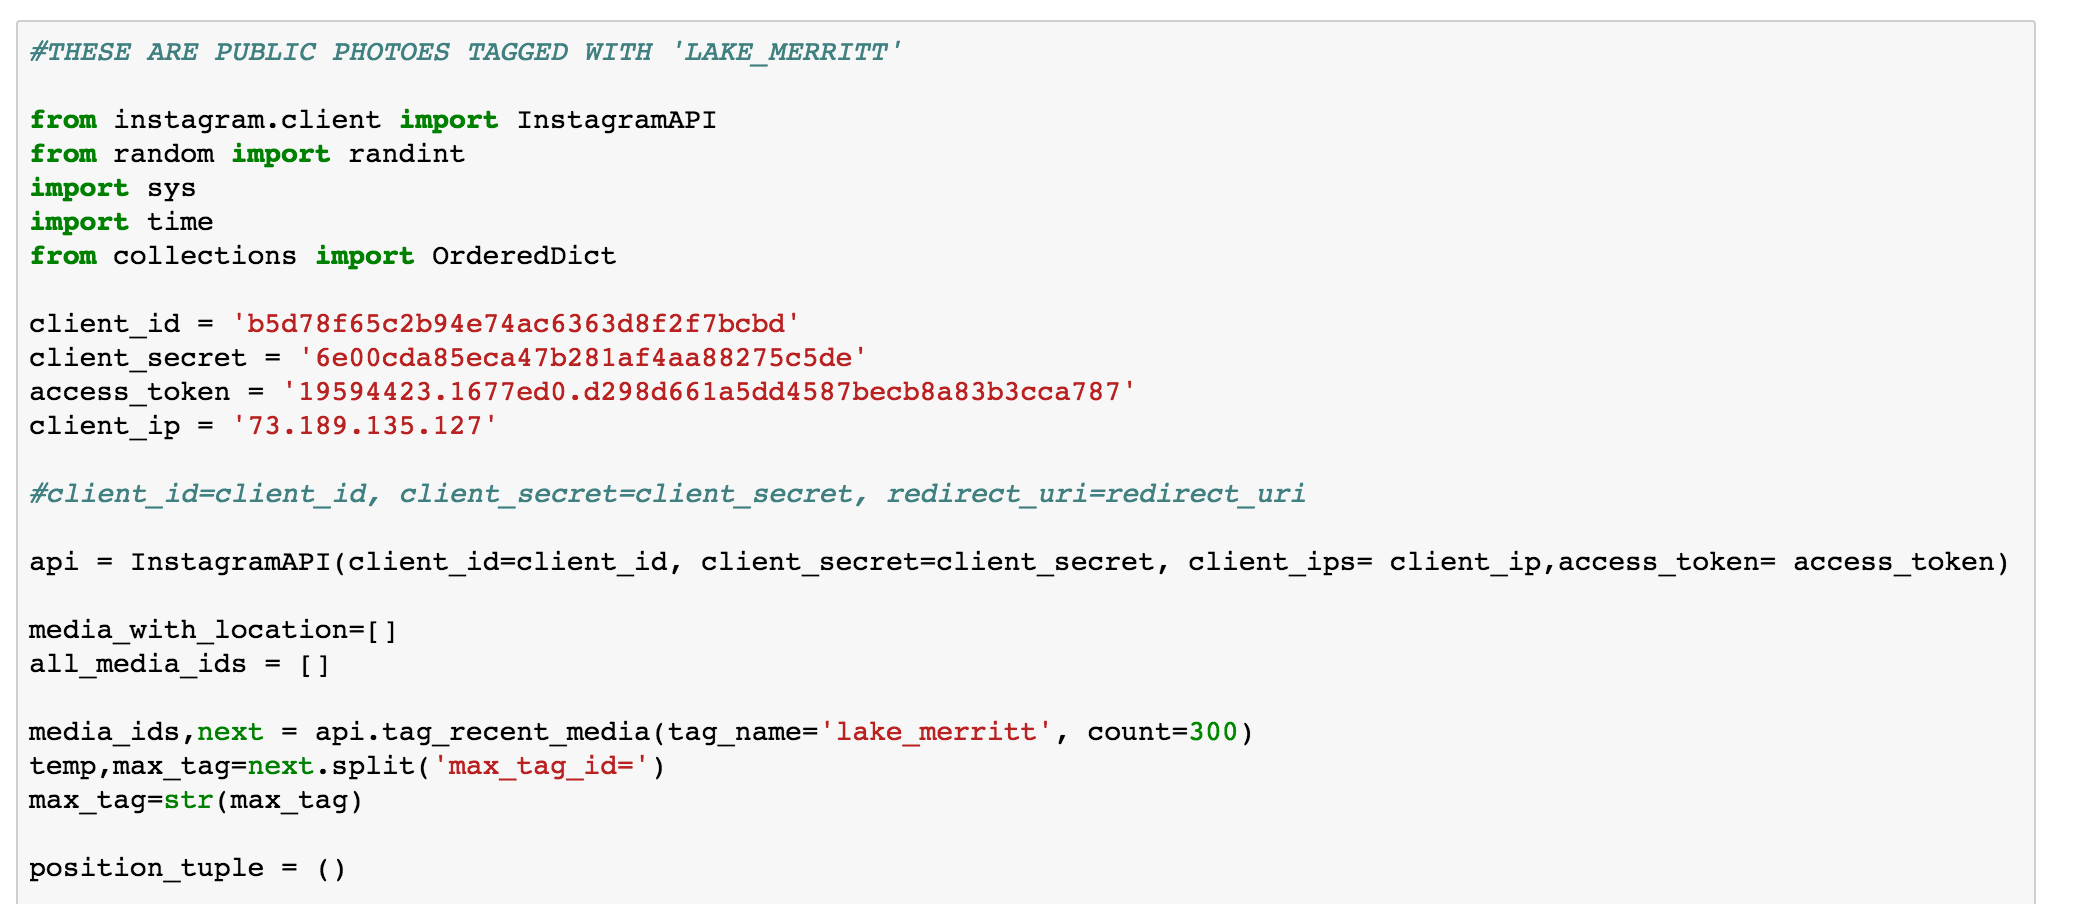 #THESE ARE PUBLIC PHOTOES TAGGED WITH 'LAKE_MERRITT'
from instagram.client import InstagramAPI
from random import randint
import sys
import time
from collections import OrderedDict
client_id = 'b5d78f65c2b94e74ac6363d8f2f7bcbd'
client_secret = '6e00cda85eca47b281af4aa88275c5de'
access_token = '19594423.1677ed0.d298d661a5dd4587becb8a83b3cca787'
client_ip = '73.189.135.127'
#client_id=client_id, client_secret=client_secret, redirect_uri=redirect_uri
api = InstagramAPI(client_id=client_id, client_secret=client_secret, client_ips= client_ip,access_token= access_token)
media_with_location=[]
all_media_ids = []
media_ids,next = api.tag_recent_media(tag_name='lake_merritt', count=300)
temp,max_tag=next.split('max_tag_id=')
max_tag=str(max_tag)
position_tuple = ()